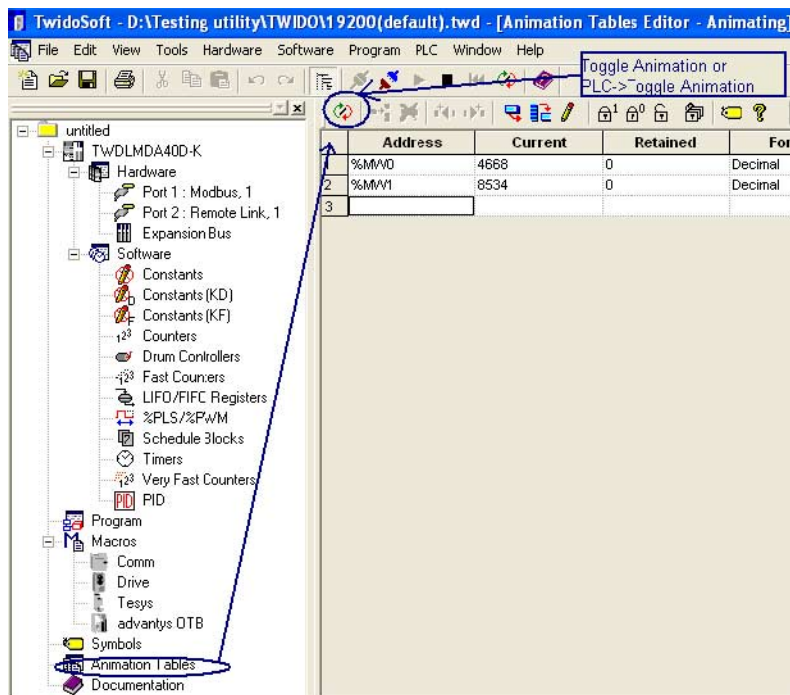 TwidoSoft - D:\Testing utility\TWIDO\19200(default).twd - [Animation Tables Editor - Animating]
File Edit View Tools Hardware Software Program PLC Window Help
Toggle Animation or
PLC->Toggle Animation
untitled
TWDLMDA40D-K
Hardware
Port 1 : Modbus, 1
Port 2 : Remote Link, 1
Expansion Bus
Software
Constants
Constants (KD)
Constants (KF)
Counters
Drum Controllers
Fast Counters
LIFO/FIFO Registers
%PLS/%PWM
Schedule Blocks
Timers
Very Fast Counters
PID PID
Program
Macros
Comm
Drive
Tesys
advantys OTB
Symbols
Animation Tables
Documentation
Address Current Retained For
1 %MW0 4668 0 Decimal
2 %MW1 8534 0 Decimal
3